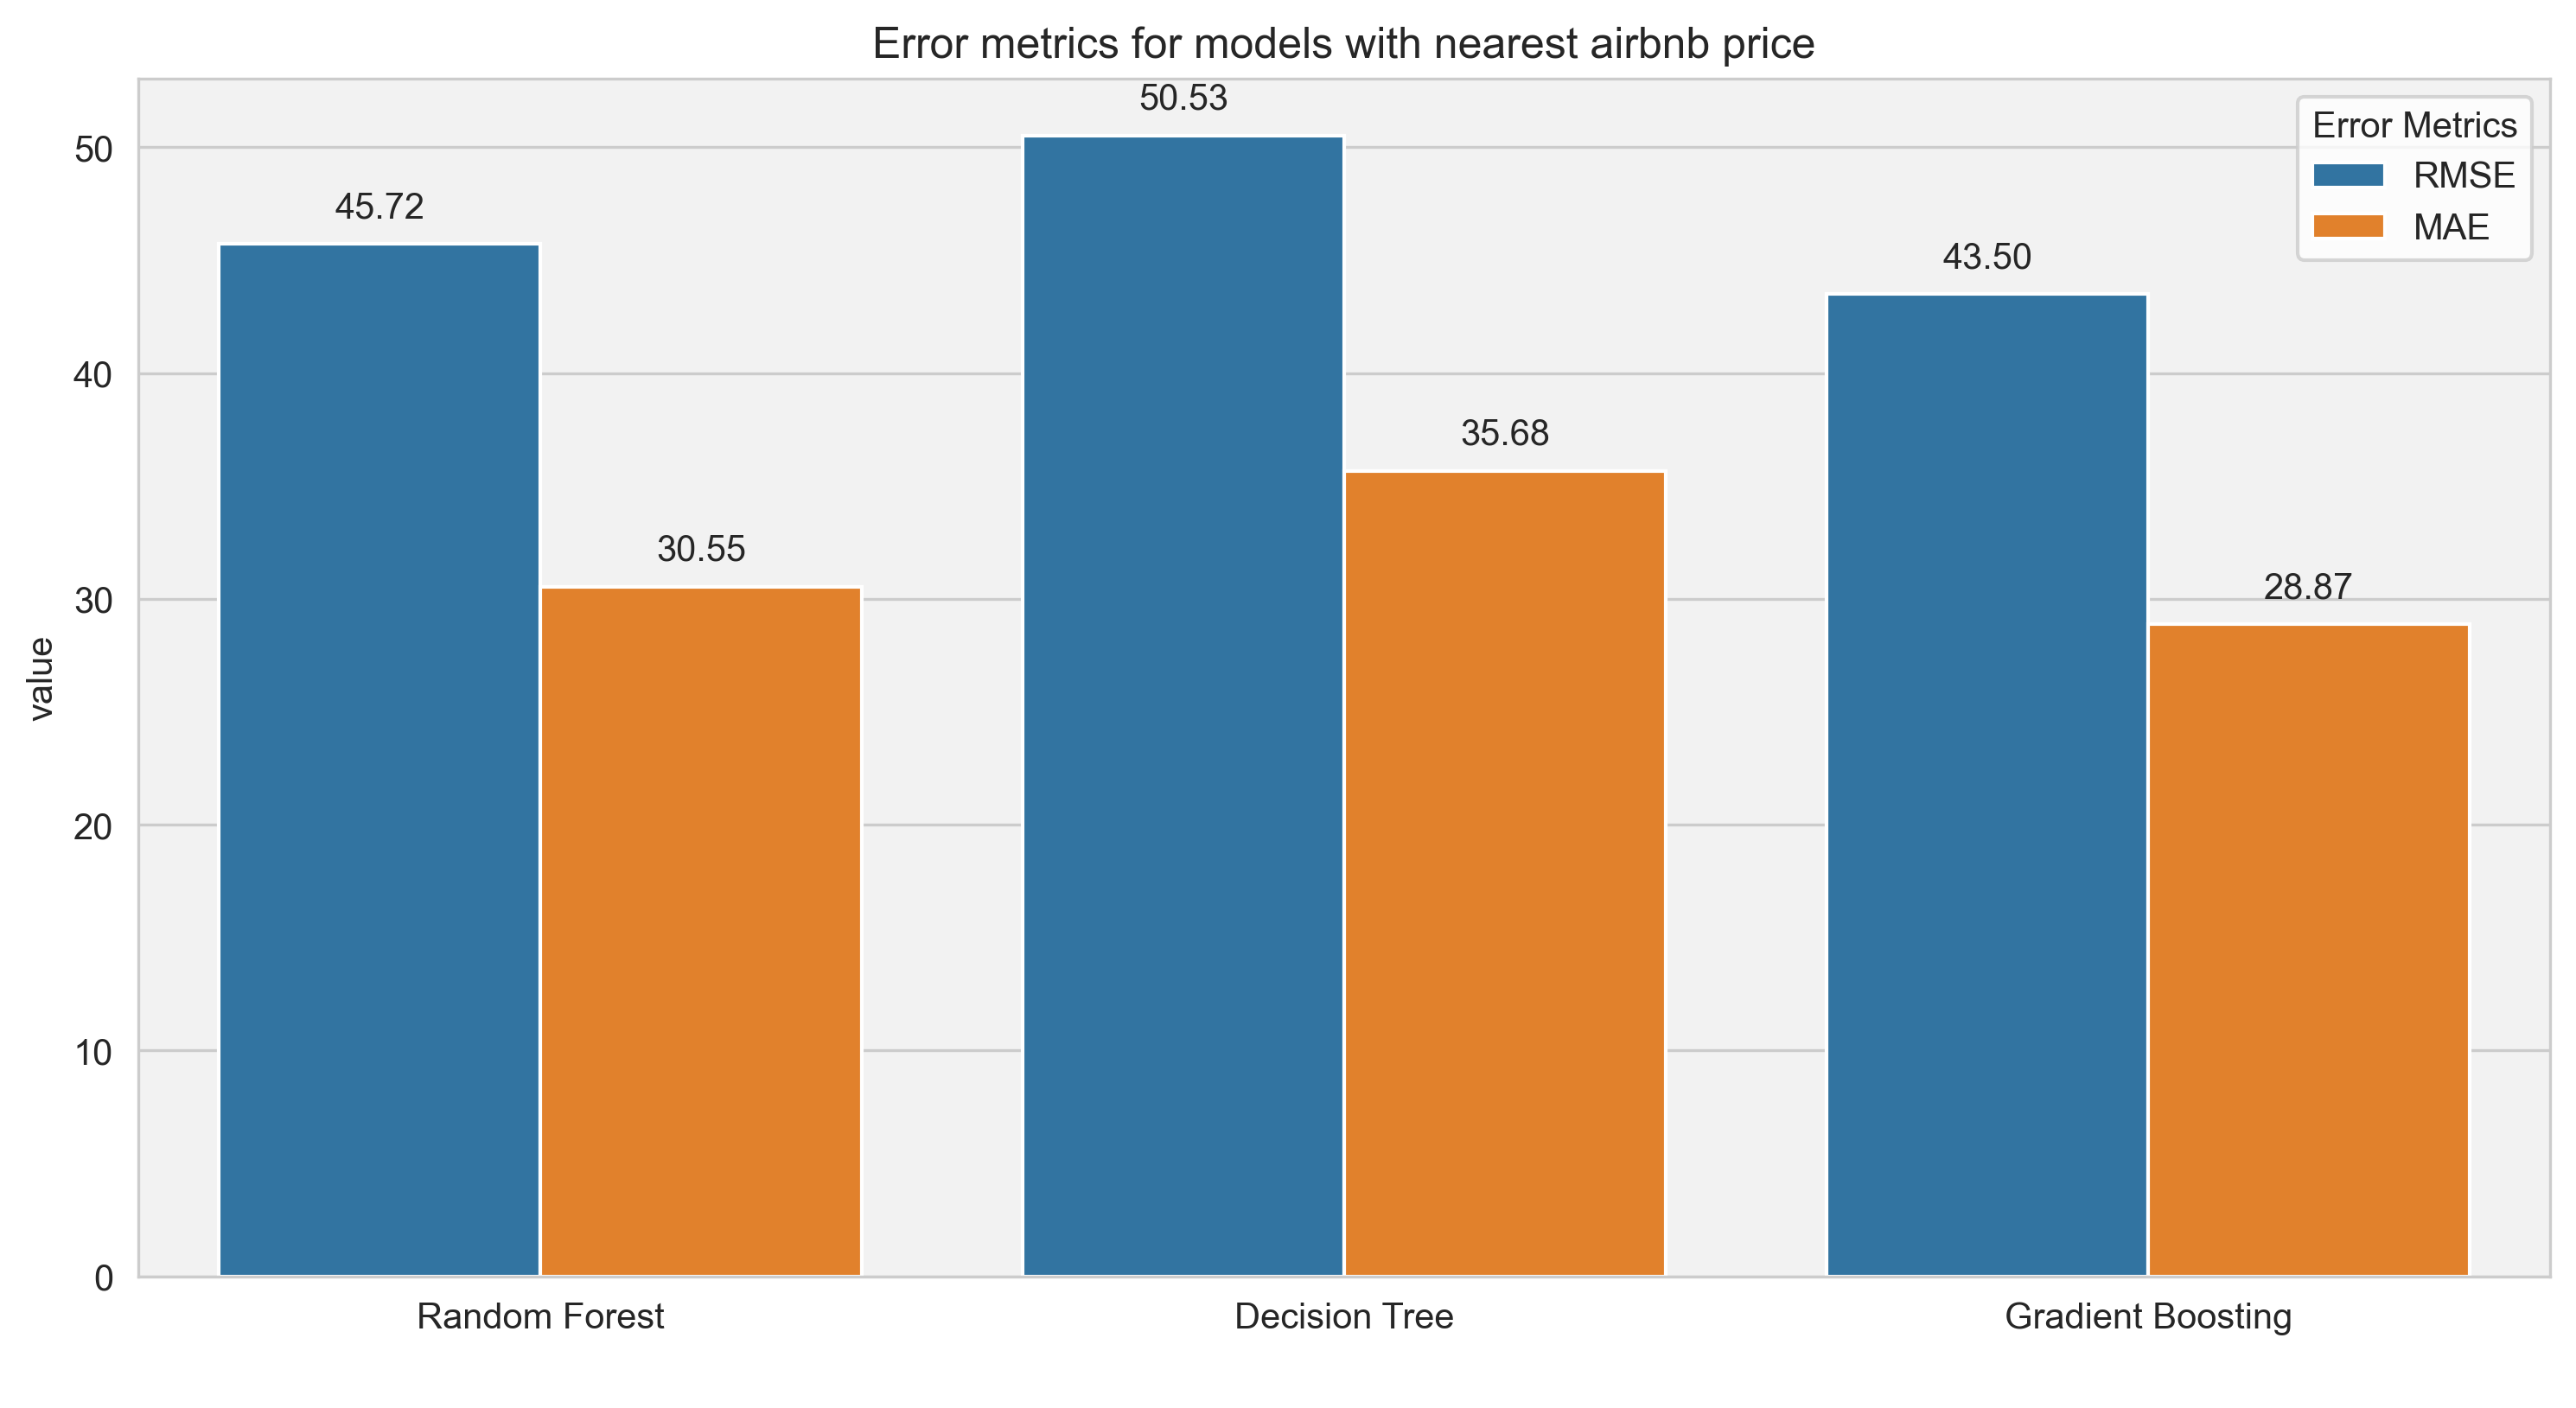 Error metrics for models with nearest airbnb price
Error Metrics
RMSE
MAE
value
50
40
30
20
10
0
45.72
30.55
50.53
35.68
43.50
28.87
Random Forest
Decision Tree
Gradient Boosting